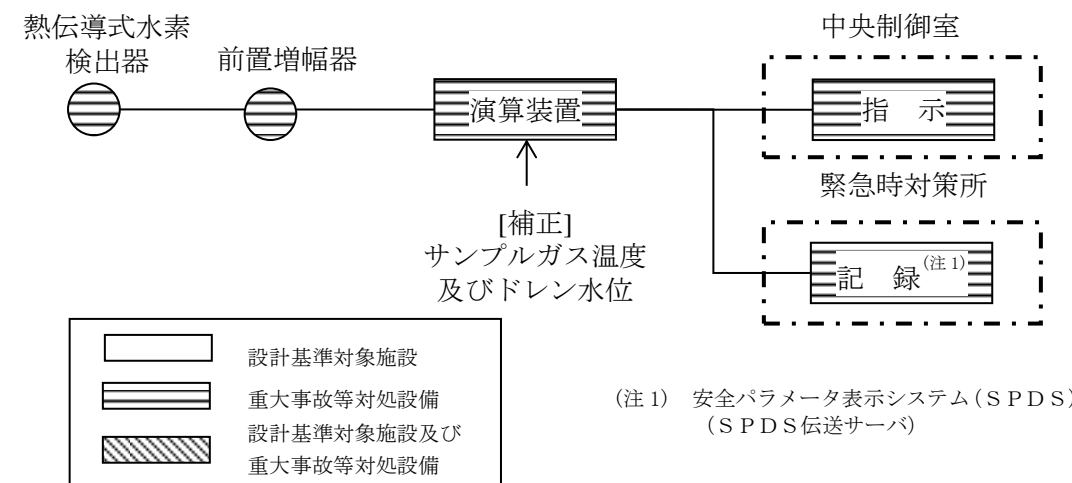 熱伝導式水素
検出器
前置増幅器
演算装置
[補正]
サンプルガス温度
及びドレン水位
中央制御室
指　示
緊急時対策所
記　録(注1)
設計基準対象施設
重大事故等対処設備
設計基準対象施設及び
重大事故等対処設備
(注1)　安全パラメータ表示システム(ＳＰＤＳ)
(ＳＰＤＳ伝送サーバ)